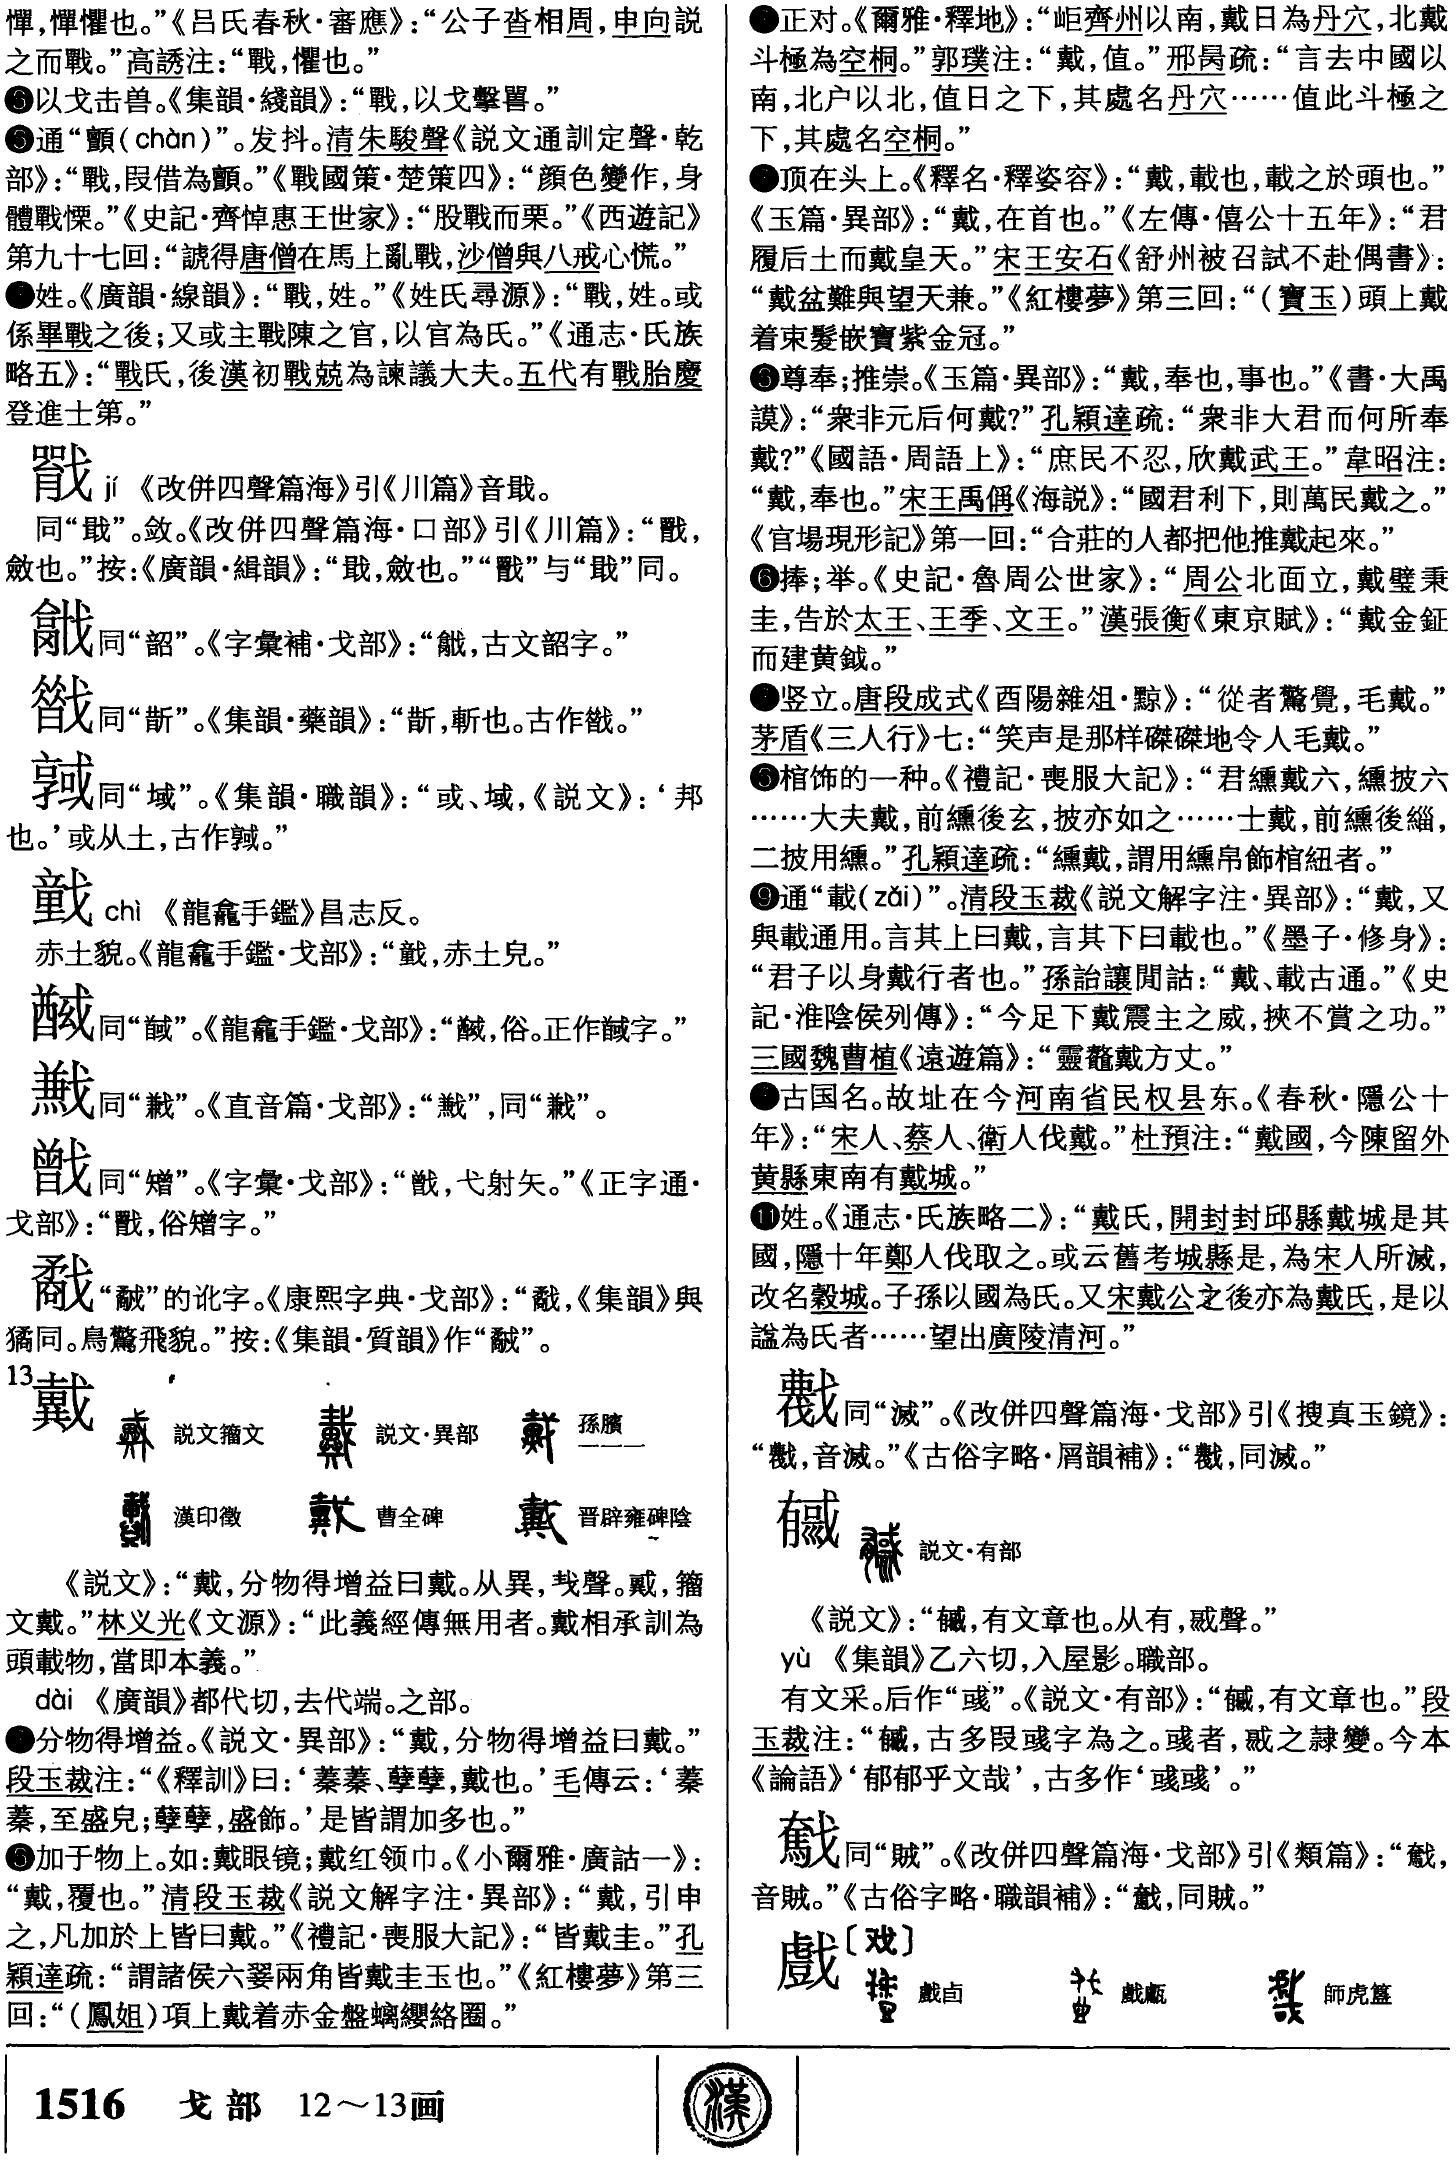 憚，憚懼也。”《吕氏春秋·審應》：“公子沓相周，申向説
之而戰。”高誘注：“戰，懼也。”
以戈击兽。《集韻·綫韻》：“戰，以戈擊嘼。”
通“顫（chàn）”。发抖。清朱駿聲《説文通訓定聲·乾
部》：“戰，叚借為顫。”《戰國策·楚策四》：“顔色變作，身
體戰慄。”《史記·齊悼惠王世家》：“股戰而栗。”《西遊記》
第九十七回：“諕得唐僧在馬上亂戰，沙僧與八戒心慌。”
姓。《廣韻·線韻》：“戰，姓。”《姓氏尋源》：“戰，姓。或
係畢戰之後；又或主戰陳之官，以官為氏。”《通志·氏族
略五》：“戰氏，後漢初戰兢為諫議大夫。五代有戰胎慶
登進士第。”
jí 《改併四聲篇海》引《川篇》音戢。
同“戢”。敛。《改併四聲篇海·口部》引《川篇》：“
斂也。”按：《廣韻·緝韻》：“戢，斂也。”“”与“戢”同。
同“韶”。《字彙補·戈部》：“，古文韶字。”
同“斮”。《集韻·藥韻》：“斮，斬也。古作。”
同“域”。《集韻·職韻》：“或、域，《説文》：‘邦
也。’或从土，古作。”
chì 《龍龕手鑑》昌志反。
赤土貌。《龍龕手鑑·戈部》：“，赤土皃。”
同“”。《龍龕手鑑·戈部》：“，俗。正作字。”
同“”。《直音篇·戈部》：“”，同“”。
同“矰”。《字彙·戈部》：“，弋射矢。”《正字通·
戈部》：“，俗矰字。”
“”的讹字。《康熙字典·戈部》：“，《集韻》與
獝同。鳥驚飛貌。”按：《集韻·質韻》作“”。
13
戴 説文籀文 説文·異部 孫臏一一一
漢印徵 曹全碑 晋辟雍碑陰
《説文》：“戴，分物得增益曰戴。从異，𢦏聲。，籀
文戴。”林义光《文源》：“此義經傳無用者。戴相承訓為
頭載物，當即本義。”
dài 《廣韻》都代切，去代端。之部。
分物得增益。《説文·異部》：“戴，分物得增益曰戴。”
段玉裁注：“《釋訓》曰：‘蓁蓁、孽孽，戴也。’毛傳云：‘蓁
蓁，至盛皃；孽孽，盛飾。’是皆謂加多也。”
加于物上。如：戴眼镜；戴红领巾。《小爾雅·廣詁一》：
“戴，覆也。”清段玉裁《説文解字注·異部》：“戴，引申
之，凡加於上皆曰戴。”《禮記·喪服大記》：“皆戴圭。”孔
穎達疏：“謂諸侯六翣兩角皆戴圭玉也。”《紅樓夢》第三
回：“（鳳姐）項上戴着赤金盤螭纓絡圈。”
正对。《爾雅·釋地》：“岠齊州以南，戴日為丹穴，北戴
斗極為空桐。”郭璞注：“戴，值。”邢昺疏：“言去中國以
南，北户以北，值日之下，其處名丹穴……值此斗極之
下，其處名空桐。”
顶在头上。《釋名·釋姿容》：“戴，載也，載之於頭也。”
《玉篇·異部》：“戴，在首也。”《左傳·僖公十五年》：“君
履后土而戴皇天。”宋王安石《舒州被召試不赴偶書》：
“戴盆難與望天兼。”《紅樓夢》第三回：“（寶玉）頭上戴
着束髮嵌寶紫金冠。”
尊奉；推崇。《玉篇·異部》：“戴，奉也，事也。”《書·大禹
謨》：“衆非元后何戴？”孔穎達疏：“衆非大君而何所奉
戴？”《國語·周語上》：“庶民不忍，欣戴武王。”韋昭注：
“戴，奉也。”宋王禹偁《海説》：“國君利下，則萬民戴之。”
《官場現形記》第一回：“合莊的人都把他推戴起來。”
❻捧；举。《史記·魯周公世家》：“周公北面立，戴璧秉
圭，告於太王、王季、文王。”漢張衡《東京賦》：“戴金鉦
而建黄鉞。”
竖立。唐段成式《酉陽雜俎·黥》：“從者驚覺，毛戴。”
茅盾《三人行》七：“笑声是那样磔磔地令人毛戴。”
棺饰的一种。《禮記·喪服大記》：“君纁戴六，纁披六
……大夫戴，前纁後玄，披亦如之……士戴，前纁後緇，
二披用纁。”孔穎達疏：“纁戴，謂用纁帛飾棺紐者。”
❾通“載（zǎi）”。清段玉裁《説文解字注·異部》：“戴，又
與載通用。言其上曰戴，言其下曰載也。”《墨子·修身》：
“君子以身戴行者也。”孫詒讓閒詁：“戴、載古通。”《史
記·淮陰侯列傳》：“今足下戴震主之威，挾不賞之功。”
三國魏曹植《遠遊篇》：“靈鼇戴方丈。”
古国名。故址在今河南省民权县东。《春秋·隱公十
年》：“宋人、蔡人、衛人伐戴。”杜預注：“戴國，今陳留外
黄縣東南有戴城。”
⓫姓。《通志·氏族略二》：“戴氏，開封封邱縣戴城是其
國，隱十年鄭人伐取之。或云舊考城縣是，為宋人所滅，
改名穀城。子孫以國為氏。又宋戴公之後亦為戴氏，是以
謚為氏者……望出廣陵清河。”
同“滅”。《改併四聲篇海·戈部》引《搜真玉鏡》：
“，音滅。”《古俗字略·屑韻補》：“，同滅。”
説文·有部
《説文》：“，有文章也。从有，𢒰聲。”
yù 《集韻》乙六切，入屋影。職部。
有文采。后作“彧”。《説文·有部》：“，有文章也。”段
玉裁注：“，古多叚彧字為之。彧者，之隷變。今本
《論語》‘郁郁乎文哉’，古多作‘彧彧’。”
同“賊”。《改併四聲篇海·戈部》引《類篇》：“，
音賊。”《古俗字略·職韻補》：“，同賊。”
戲〔戏〕
戲卣 戲甗 師虎簋
1516 戈部 12～13画
漢